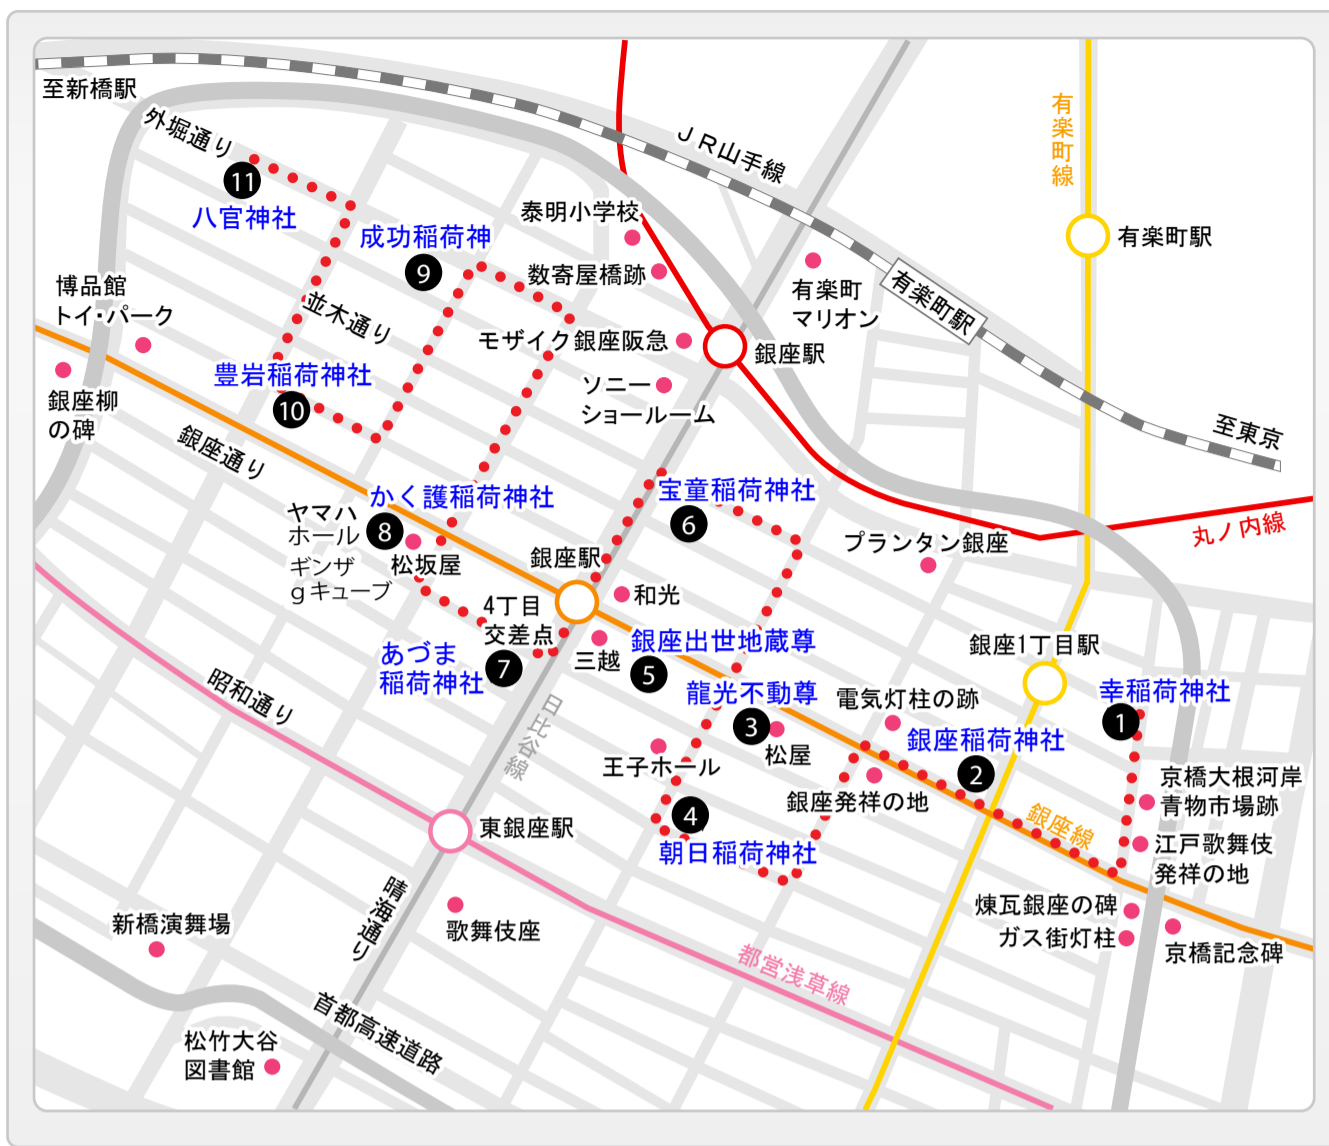 至新橋駅
外堀通り
11
八官神社
成功稲荷神
9
JR山手線
泰明小学校
数寄屋橋跡
有楽町線
有楽町駅
有楽町
マリオン
有楽町駅
至東京
博品館
トイ・パーク
並木通り
モザイク銀座阪急
銀座駅
ソニー
ショールーム
豊岩稲荷神社
10
銀座柳
の碑
銀座通り
かく護稲荷神社
8
ヤマハ
ホール
ギンザ
gキューブ
松坂屋
宝童稲荷神社
6
プランタン銀座
丸ノ内線
銀座駅
和光
4丁目
交差点
三越
銀座出世地蔵尊
5
あづま
稲荷神社
7
昭和通り
日比谷線
龍光不動尊
3
松屋
電気灯柱の跡
銀座1丁目駅
幸稲荷神社
1
銀座稲荷神社
2
王子ホール
銀座発祥の地
京橋大根河岸
青物市場跡
銀座線
江戸歌舞伎
発祥の地
4
朝日稲荷神社
東銀座駅
晴海通り
歌舞伎座
煉瓦銀座の碑
ガス街灯柱
京橋記念碑
新橋演舞場
都営浅草線
首都高速道路
松竹大谷
図書館